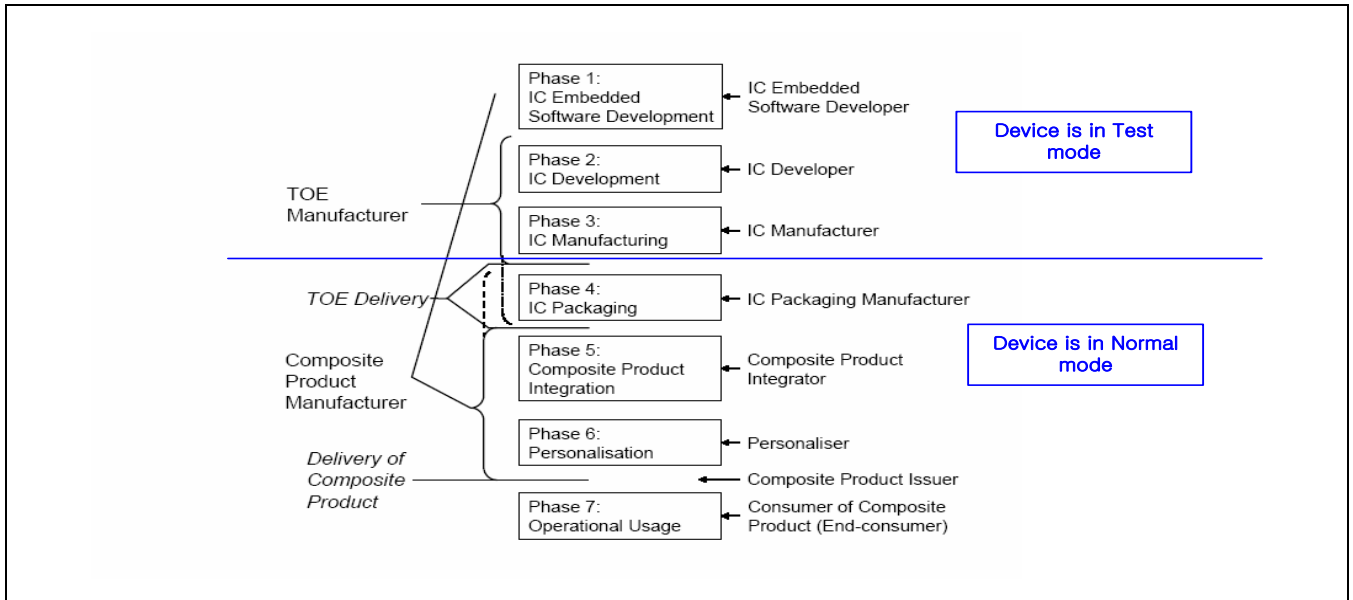 Phase 1:
IC Embedded
Software Development
IC Embedded
Software Developer
Device is in Test
mode
Phase 2:
IC Development
IC Developer
TOE
Manufacturer
Phase 3:
IC Manufacturing
IC Manufacturer
TOE Delivery
Phase 4:
IC Packaging
IC Packaging Manufacturer
Device is in Normal
mode
Composite
Product
Manufacturer
Phase 5:
Composite Product
Integration
Composite Product
Integrator
Phase 6:
Personalisation
Personaliser
Delivery of
Composite
Product
Composite Product Issuer
Phase 7:
Operational Usage
Consumer of Composite
Product (End-consumer)